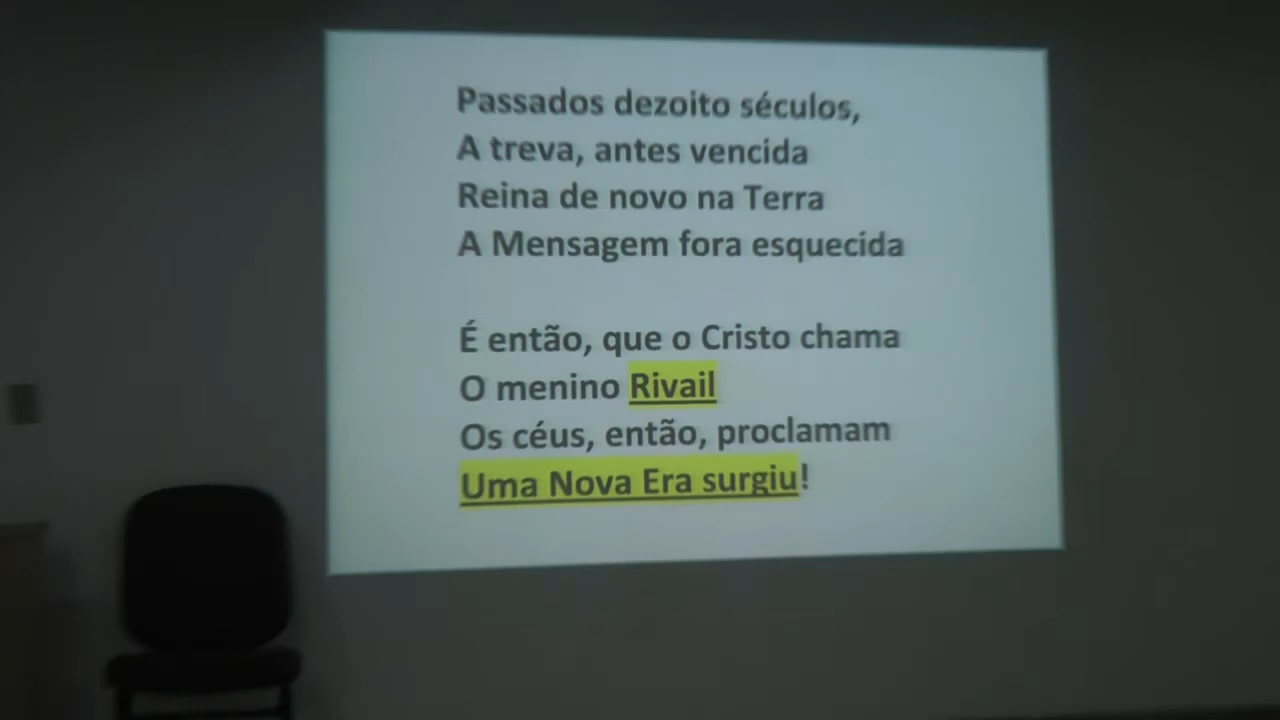 Passados dezoito séculos,
A treva, antes vencida
Reina de novo na Terra
A Mensagem fora esquecida
É então, que o Cristo chama
O menino Rivail
Os céus, então, proclamam
Uma Nova Era surgiu!